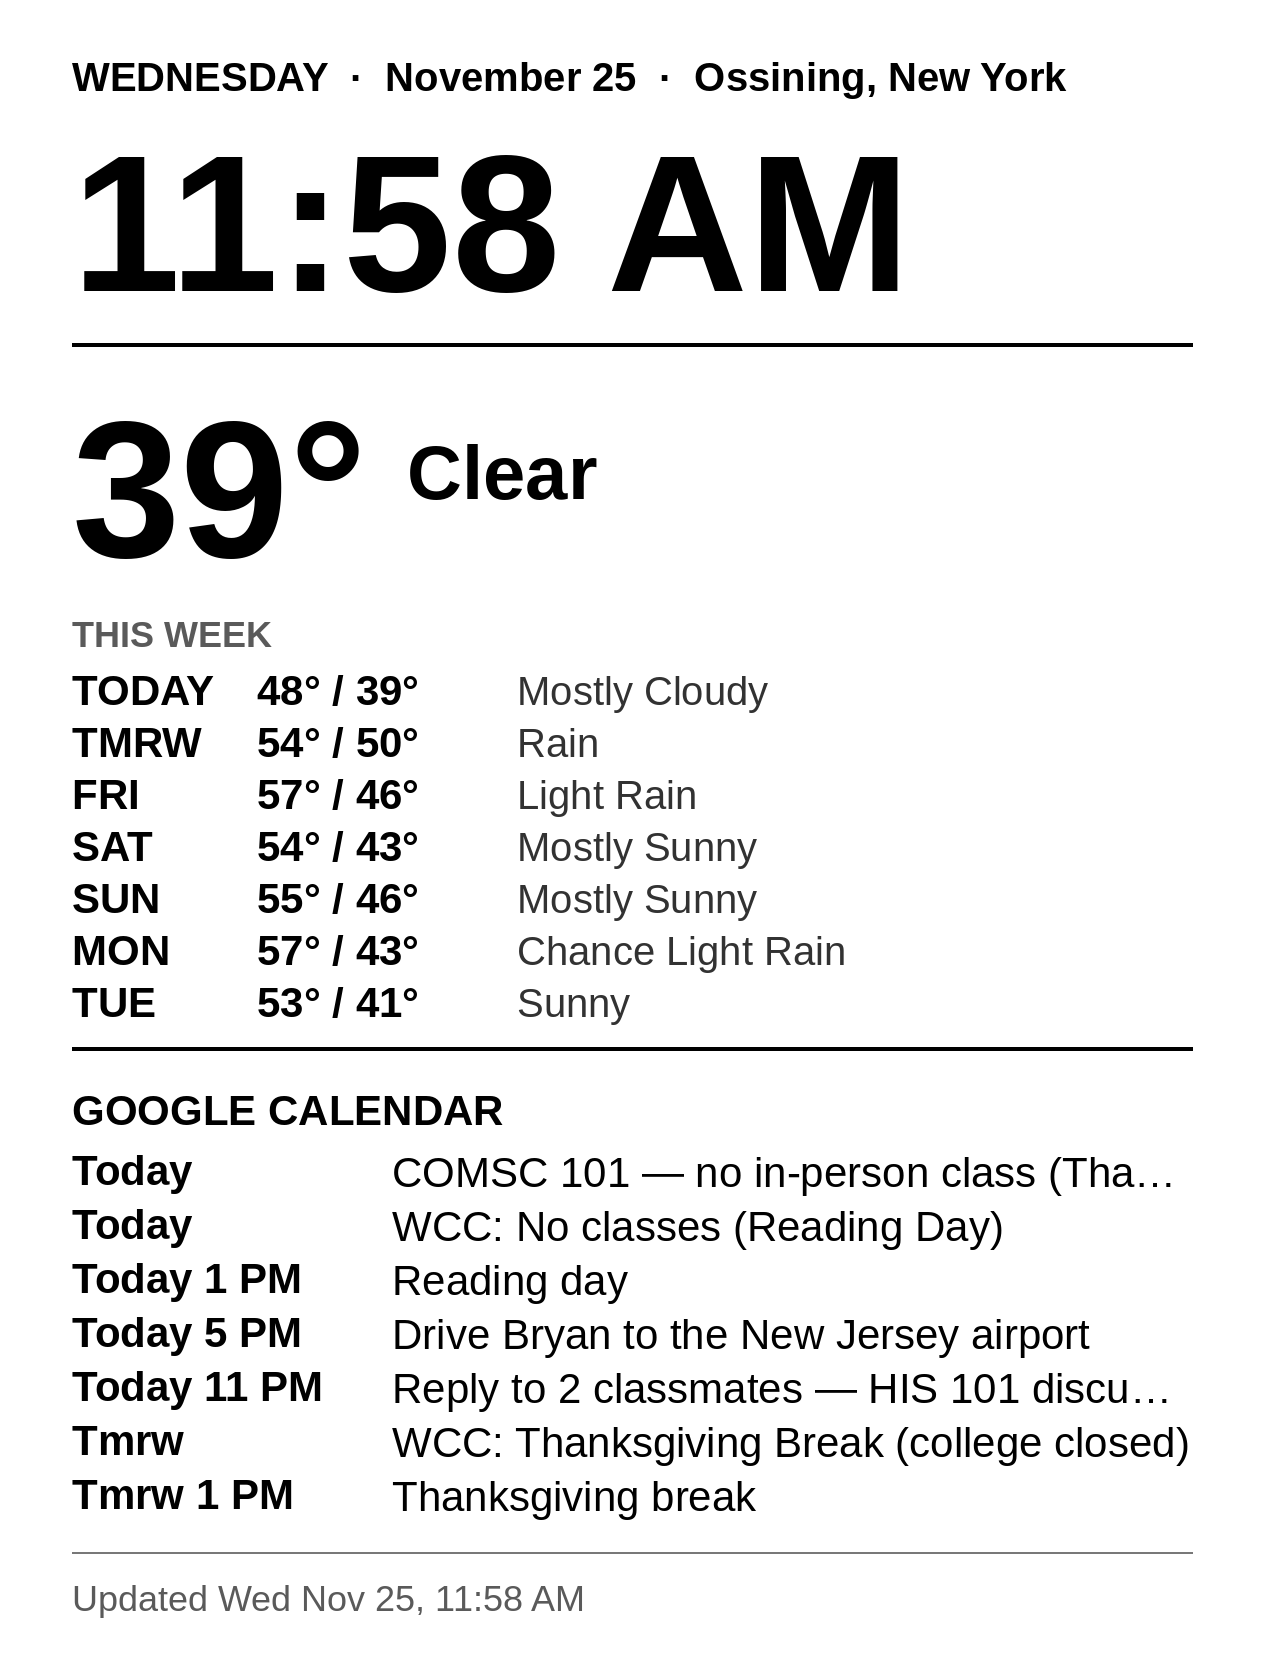 WEDNESDAY · November 25 · Ossining, New York
11:58 AM
39° Clear
THIS WEEK
TODAY 48° / 39° Mostly Cloudy
TMRW 54° / 50° Rain
FRI 57° / 46° Light Rain
SAT 54° / 43° Mostly Sunny
SUN 55° / 46° Mostly Sunny
MON 57° / 43° Chance Light Rain
TUE 53° / 41° Sunny
GOOGLE CALENDAR
Today COMSC 101 — no in-person class (Tha…
Today WCC: No classes (Reading Day)
Today 1 PM Reading day
Today 5 PM Drive Bryan to the New Jersey airport
Today 11 PM Reply to 2 classmates — HIS 101 discu…
Tmrw WCC: Thanksgiving Break (college closed)
Tmrw 1 PM Thanksgiving break
Updated Wed Nov 25, 11:58 AM